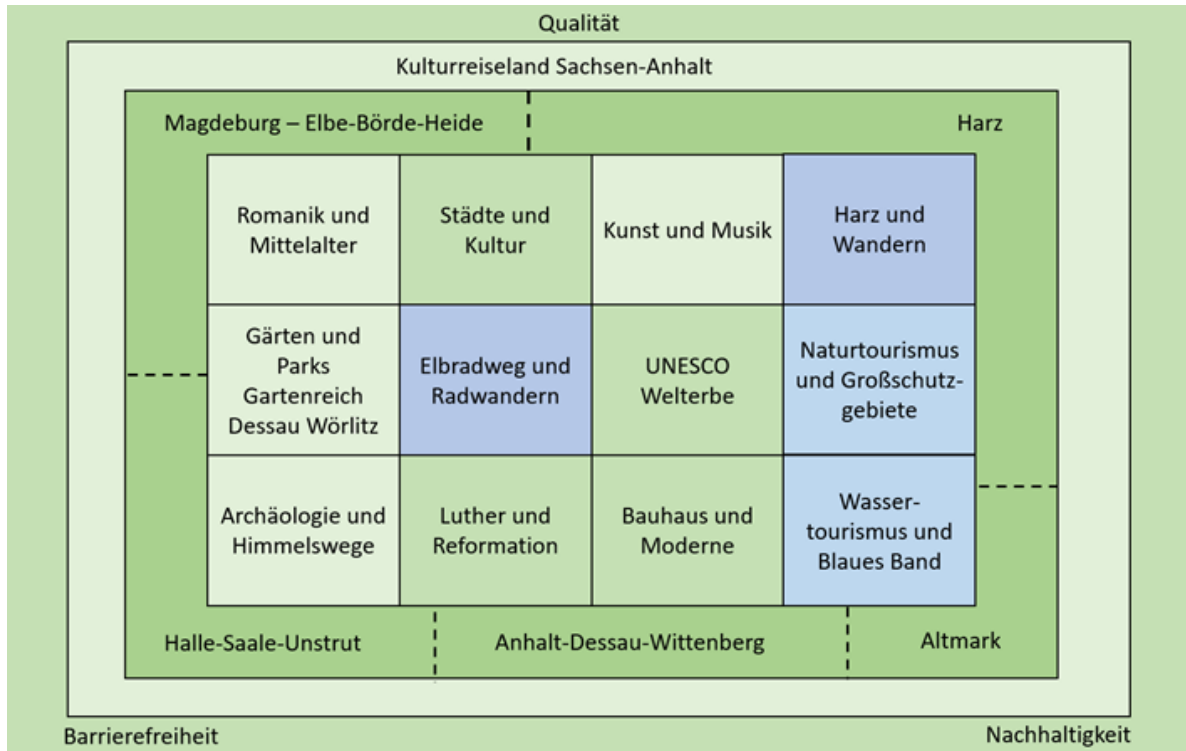 Qualität
Kulturreiseland Sachsen-Anhalt
Magdeburg – Elbe-Börde-Heide
Harz
Romanik und
Mittelalter
Städte und
Kultur
Kunst und Musik
Harz und
Wandern
Gärten und
Parks
Gartenreich
Dessau Wörlitz
Elbradweg und
Radwandern
UNESCO
Welterbe
Naturtourismus
und Großschutz-
gebiete
Archäologie und
Himmelswege
Luther und
Reformation
Bauhaus und
Moderne
Wasser-
tourismus und
Blaues Band
Halle-Saale-Unstrut
Anhalt-Dessau-Wittenberg
Altmark
Barrierefreiheit
Nachhaltigkeit